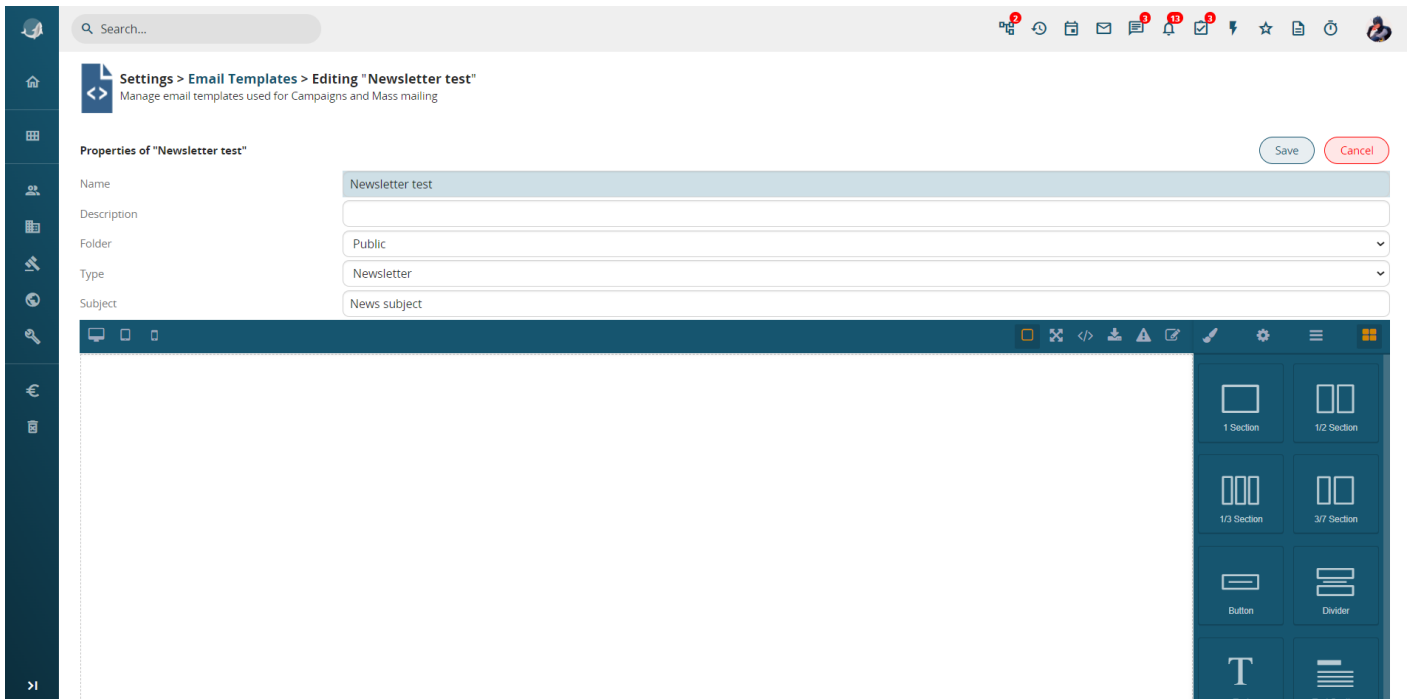 Search...
2
3
13
3
Settings > Email Templates > Editing "Newsletter test"
Manage email templates used for Campaigns and Mass mailing
Properties of "Newsletter test"
Save
Cancel
Name
Newsletter test
Description
Folder
Public
Type
Newsletter
Subject
News subject
1 Section
1/2 Section
1/3 Section
3/7 Section
Button
Divider